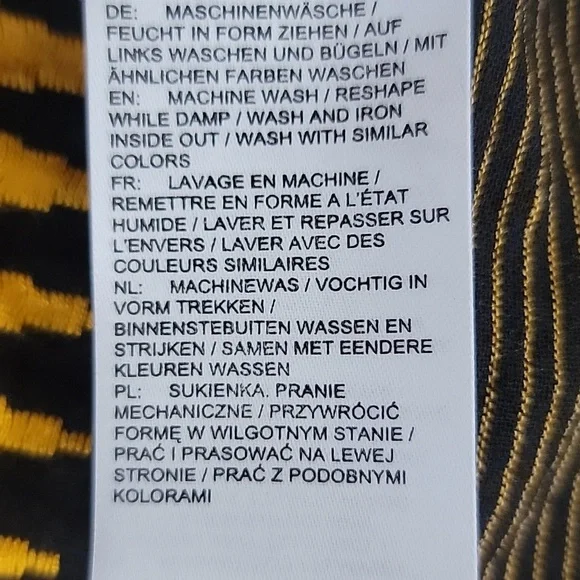 DE: MASCHINENWÄSCHE /
FEUCHT IN FORM ZIEHEN / AUF
LINKS WASCHEN UND BÜGELN / MIT
ÄHNLICHEN FARBEN WASCHEN
EN: MACHINE WASH / RESHAPE
WHILE DAMP / WASH AND IRON
INSIDE OUT / WASH WITH SIMILAR
COLORS
FR: LAVAGE EN MACHINE /
REMETTRE EN FORME A L'ÉTAT
HUMIDE / LAVER ET REPASSER SUR
L'ENVERS / LAVER AVEC DES
COULEURS SIMILAIRES
NL: MACHINEWAS / VOCHTIG IN
VORM TREKKEN /
BINNENSTEBUITEN WASSEN EN
STRIJKEN / SAMEN MET EENDERE
KLEUREN WASSEN
PL: SUKIENKA. PRANIE
MECHANICZNE / PRZYWRÓCIĆ
FORMĘ W WILGOTNYM STANIE /
PRAĆ I PRASOWAĆ NA LEWEJ
STRONIE / PRAĆ Z PODOBNYMI
KOLORAMI